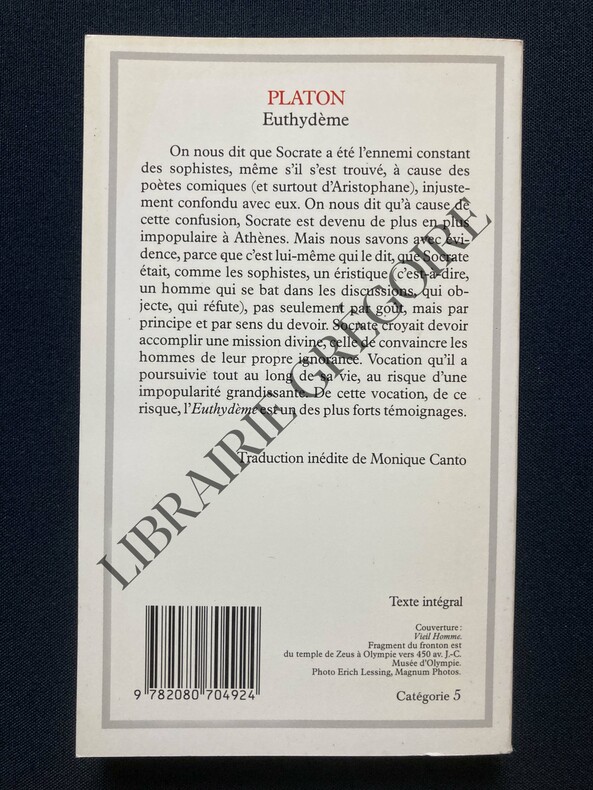 PLATON
Euthydème
On nous dit que Socrate a été l'ennemi constant
des sophistes, même s'il s'est trouvé, à cause des
poètes comiques (et surtout d'Aristophane), injuste-
ment confondu avec eux. On nous dit qu'à cause de
cette confusion, Socrate est devenu de plus en plus
impopulaire à Athènes. Mais nous savons avec évi-
dence, parce que c'est lui-même qui le dit, que Socrate
était, comme les sophistes, un éristique (c'est-à-dire,
un homme qui se bat dans les discussions, qui ob-
jecte, qui réfute), pas seulement par goût, mais par
principe et par sens du devoir. Socrate croyait devoir
accomplir une mission divine, celle de convaincre les
hommes de leur propre ignorance. Vocation qu'il a
poursuivie tout au long de sa vie, au risque d'une
impopularité grandissante. De cette vocation, de ce
risque, l'Euthydème est un des plus forts témoignages.
Traduction inédite de Monique Canto
LIBRAIRIE GREGOIRE
Texte intégral
Couverture :
Vieil Homme.
Fragment du fronton est
du temple de Zeus à Olympie vers 450 av. J.-C.
Musée d'Olympie.
Photo Erich Lessing, Magnum Photos.
9 782080 704924
Catégorie 5